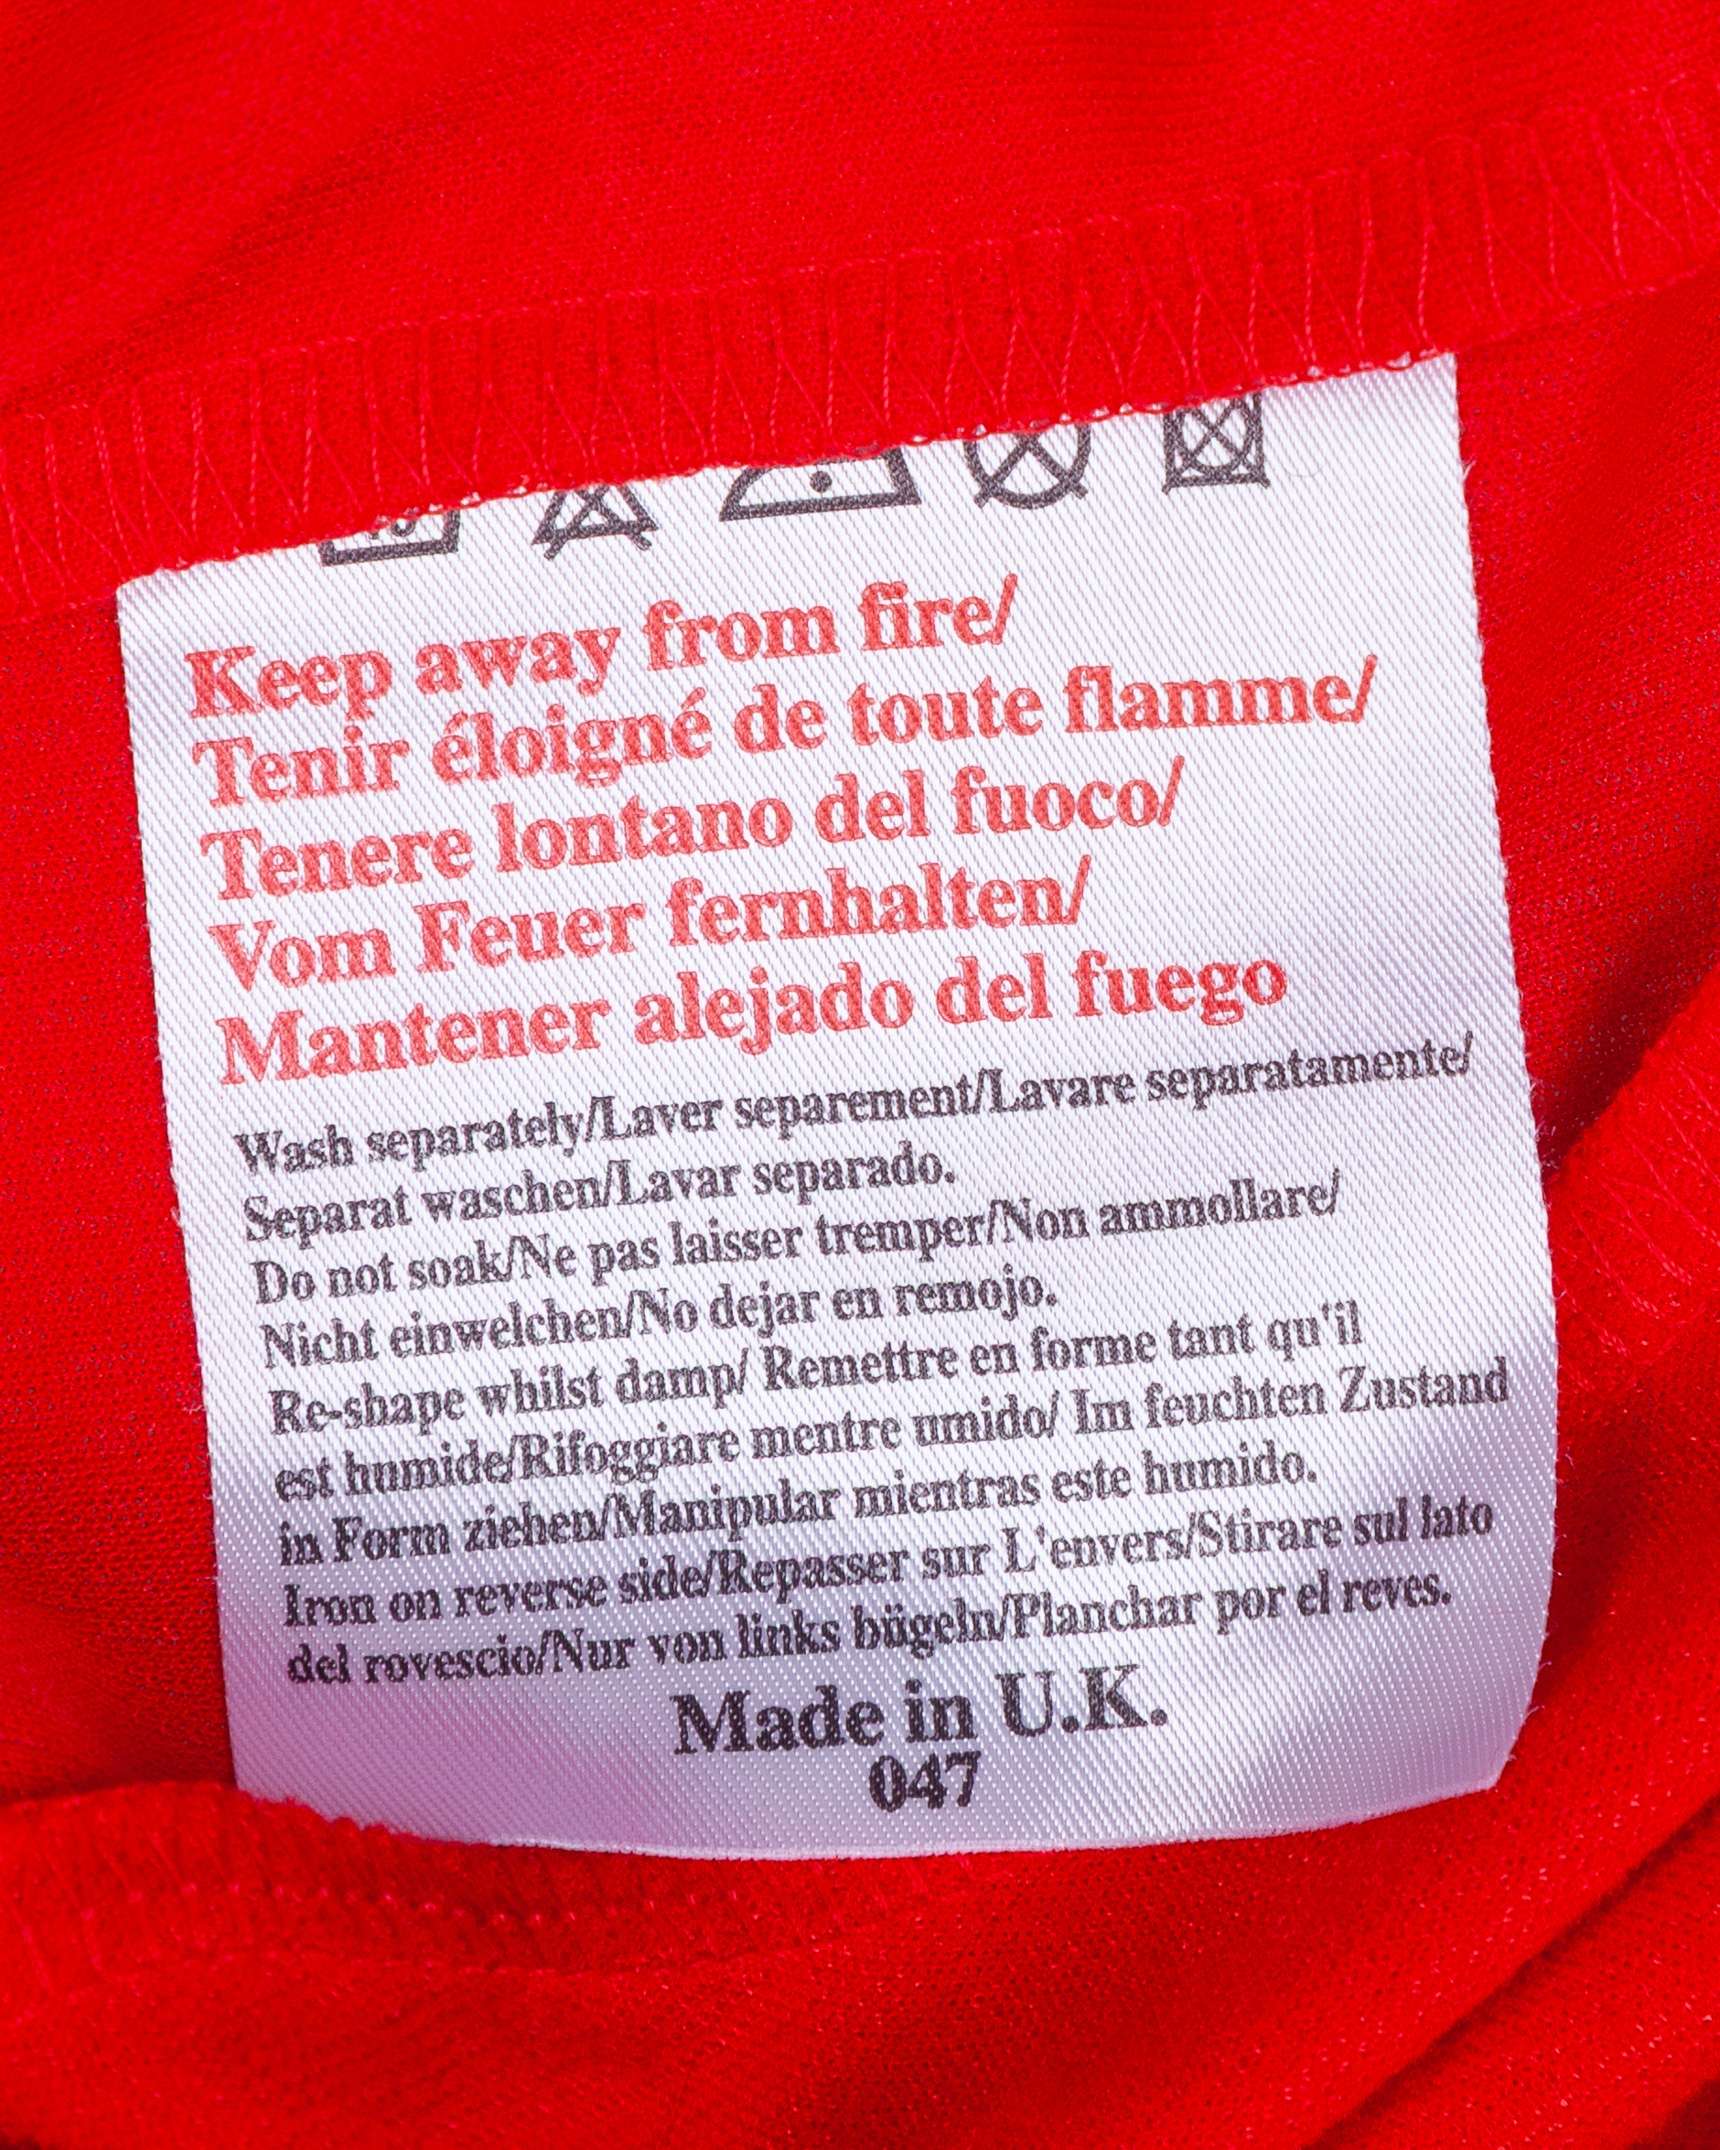 Keep away from fire/
Tenir éloigné de toute flamme/
Tenere lontano del fuoco/
Vom Feuer fernhalten/
Mantener alejado del fuego
Wash separately/Laver separement/Lavare separatamente/
Separat waschen/Lavar separado.
Do not soak/Ne pas laisser tremper/Non ammollare/
Nicht einwelchen/No dejar en remojo.
Re-shape whilst damp/ Remettre en forme tant qu'il
est humide/Rifoggiare mentre umido/ Im feuchten Zustand
in Form ziehen/Manipular mientras este humido.
Iron on reverse side/Repasser sur L'envers/Stirare sul lato
del rovescio/Nur von links bügeln/Planchar por el reves.
Made in U.K.
047